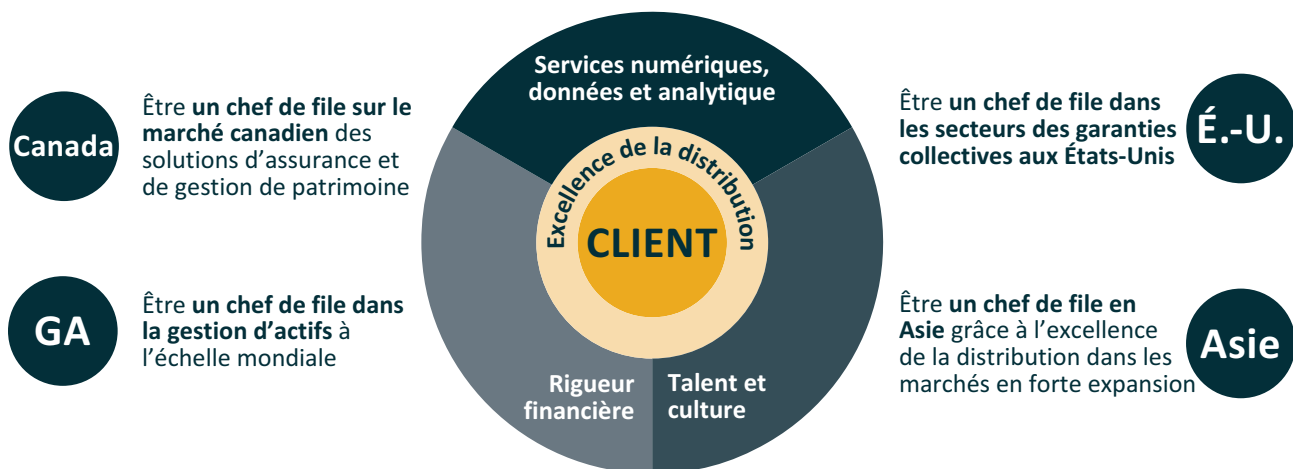 Canada
Être un chef de file sur le
marché canadien des
solutions d’assurance et
de gestion de patrimoine
GA
Être un chef de file dans
la gestion d’actifs à
l’échelle mondiale
Services numériques,
données et analytique
Excellence de la distribution
CLIENT
Rigueur
financière
Talent et
culture
Être un chef de file dans
les secteurs des garanties
collectives aux États-Unis
É.-U.
Être un chef de file en
Asie grâce à l’excellence
de la distribution dans les
marchés en forte expansion
Asie